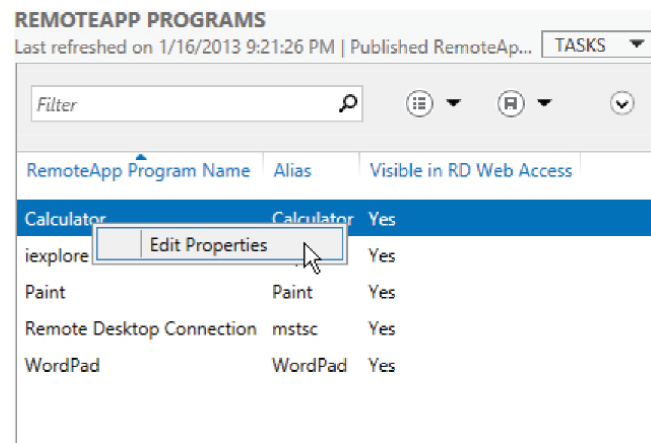 REMOTEAPP PROGRAMS
Last refreshed on 1/16/2013 9:21:26 PM | Published RemoteAp... TASKS
Filter
RemoteApp Program Name Alias Visible in RD Web Access
Calculator Calculator Yes
Edit Properties
iexplore Yes
Paint Paint Yes
Remote Desktop Connection mstsc Yes
WordPad WordPad Yes